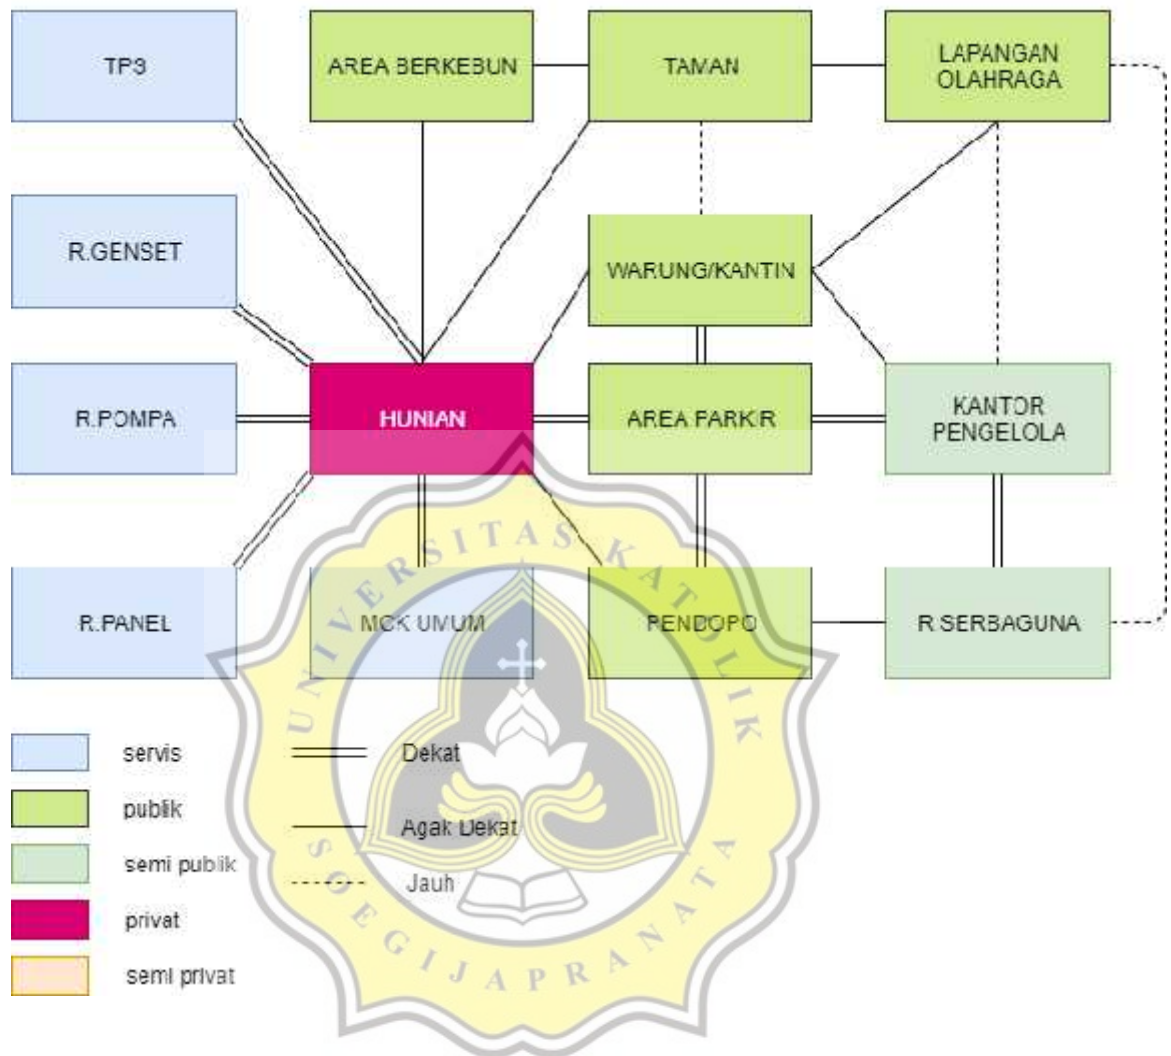 TPS
AREA BERKEBUN
TAMAN
LAPANGAN
OLAHRAGA
R.GENSET
WARUNG/KANTIN
R.POMPA
HUNIAN
AREA PARKIR
KANTOR
PENGELOLA
R.PANEL
MCK UMUM
PENDOPO
R.SERBAGUNA
servis
Dekat
publik
Agak Dekat
semi publik
Jauh
privat
semi privat
UNIVERSITAS KATOLIK
SOEGIJAPRANATA